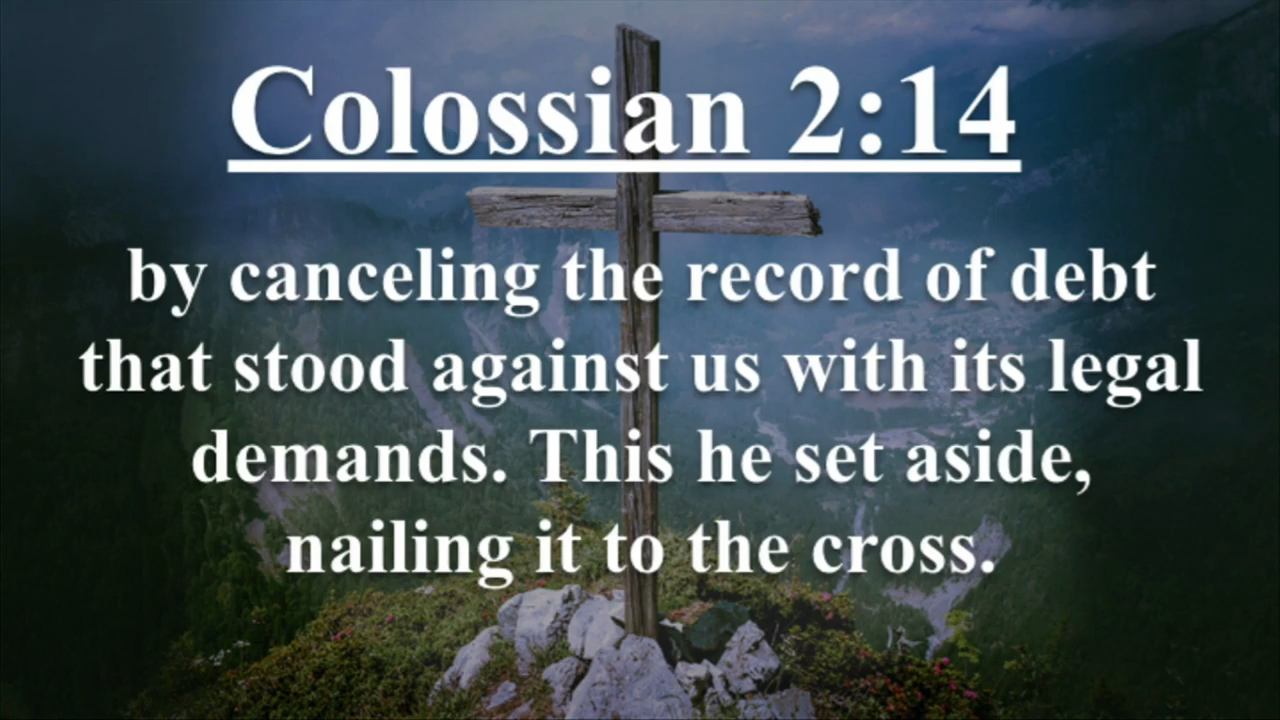 Colossian 2:14
by canceling the record of debt
that stood against us with its legal
demands. This he set aside,
nailing it to the cross.